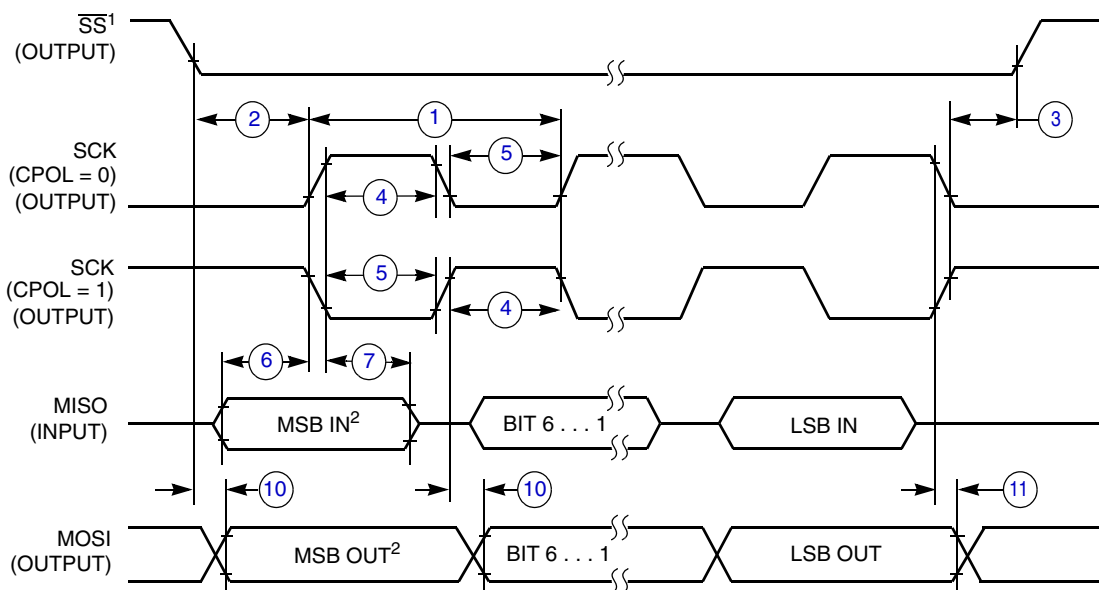 SS¹
(OUTPUT)
2
1
3
SCK
(CPOL = 0)
(OUTPUT)
5
4
SCK
(CPOL = 1)
(OUTPUT)
5
4
6
7
MISO
(INPUT)
MSB IN²
BIT 6 . . . 1
LSB IN
10
10
11
MOSI
(OUTPUT)
MSB OUT²
BIT 6 . . . 1
LSB OUT